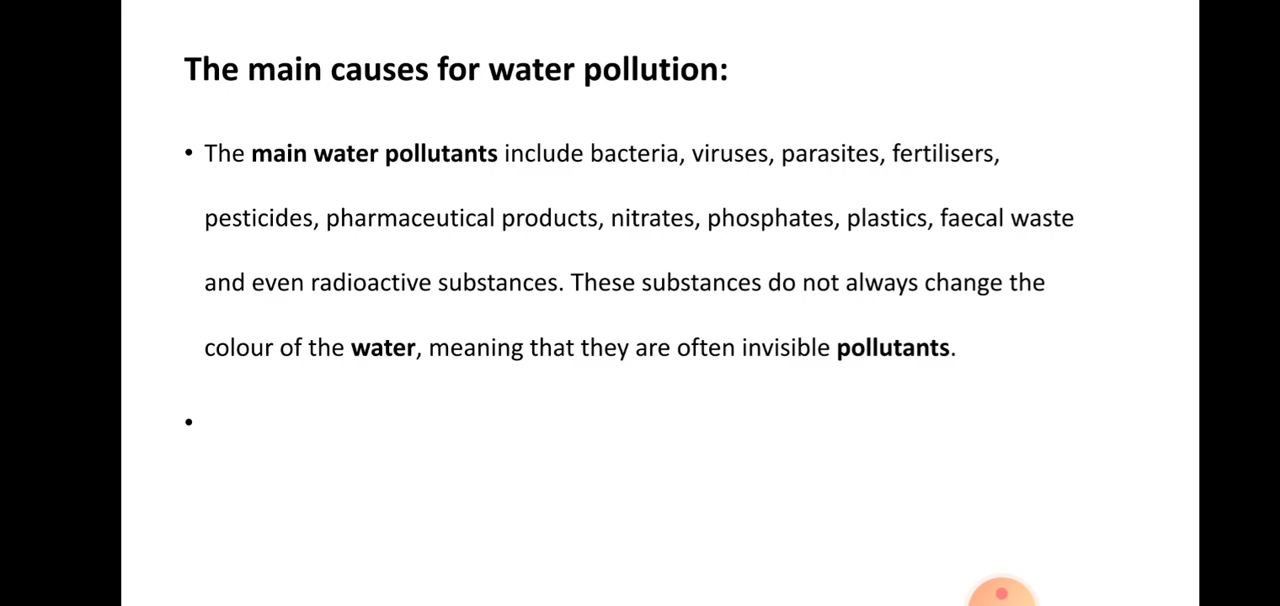 The main causes for water pollution:
• The main water pollutants include bacteria, viruses, parasites, fertilisers,
pesticides, pharmaceutical products, nitrates, phosphates, plastics, faecal waste
and even radioactive substances. These substances do not always change the
colour of the water, meaning that they are often invisible pollutants.
•